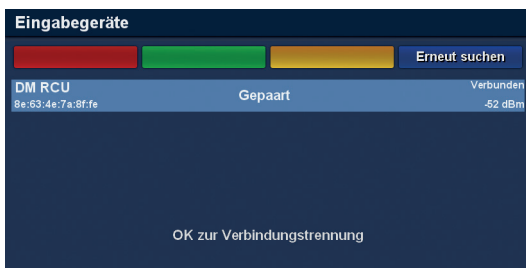 Eingabegeräte
Erneut suchen
DM RCU
8e:63:4e:7a:8f:fe
Gepaart
Verbunden
-52 dBm
OK zur Verbindungstrennung